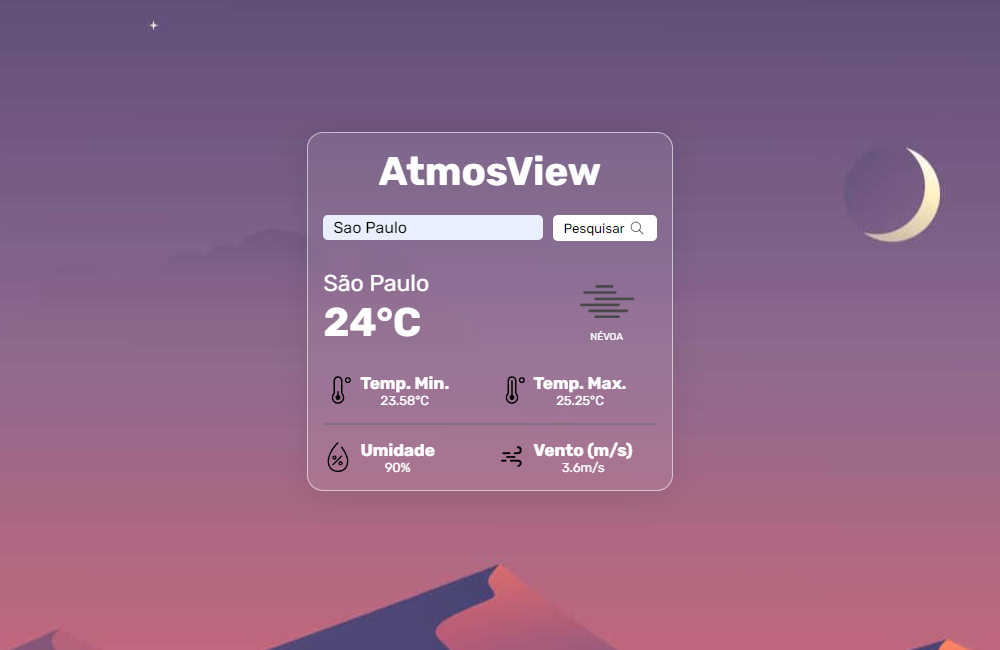 AtmosView
Sao Paulo
Pesquisar
São Paulo
24°C
NÉVOA
Temp. Min.
23.58°C
Temp. Max.
25.25°C
Umidade
90%
Vento (m/s)
3.6m/s